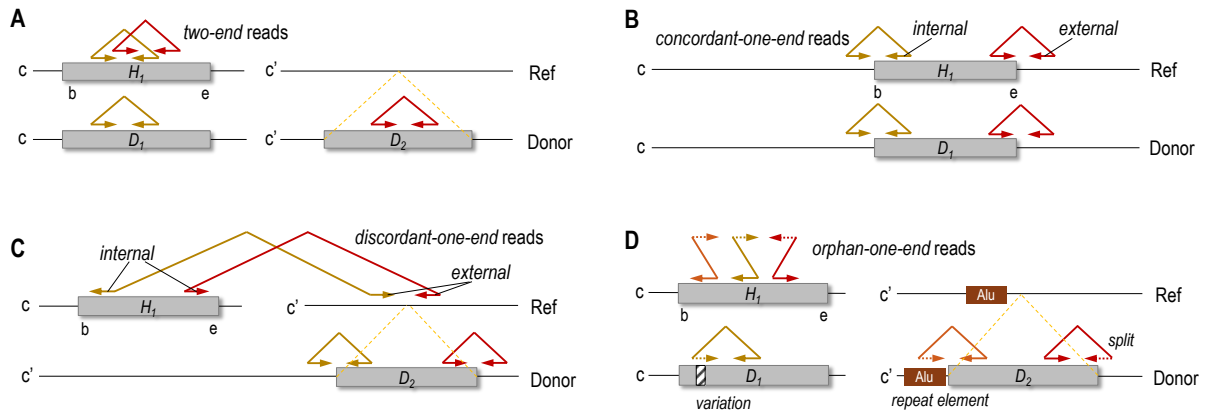 A
two-end reads
c
H1
b
e
c'
Ref
c
D1
c'
D2
Donor
B
concordant-one-end reads
internal
external
c
H1
b
e
Ref
c
D1
Donor
C
discordant-one-end reads
internal
external
c
H1
b
e
c'
Ref
c'
D2
Donor
D
orphan-one-end reads
c
H1
b
e
c'
Alu
Ref
split
c
D1
variation
c'
Alu
D2
Donor
repeat element